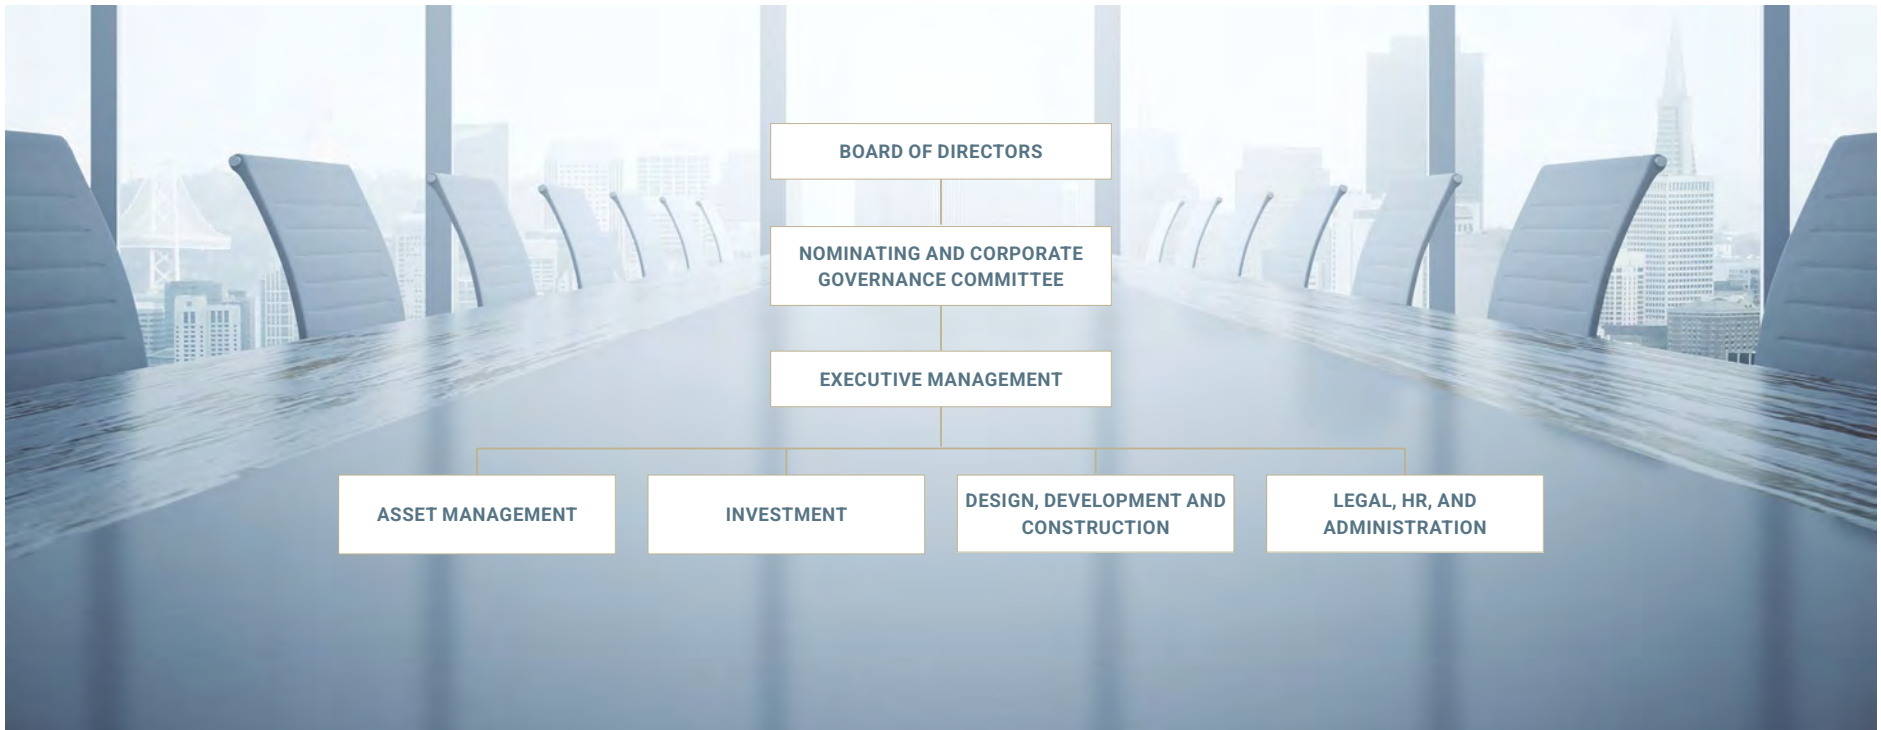 BOARD OF DIRECTORS
NOMINATING AND CORPORATE
GOVERNANCE COMMITTEE
EXECUTIVE MANAGEMENT
ASSET MANAGEMENT
INVESTMENT
DESIGN, DEVELOPMENT AND
CONSTRUCTION
LEGAL, HR, AND
ADMINISTRATION